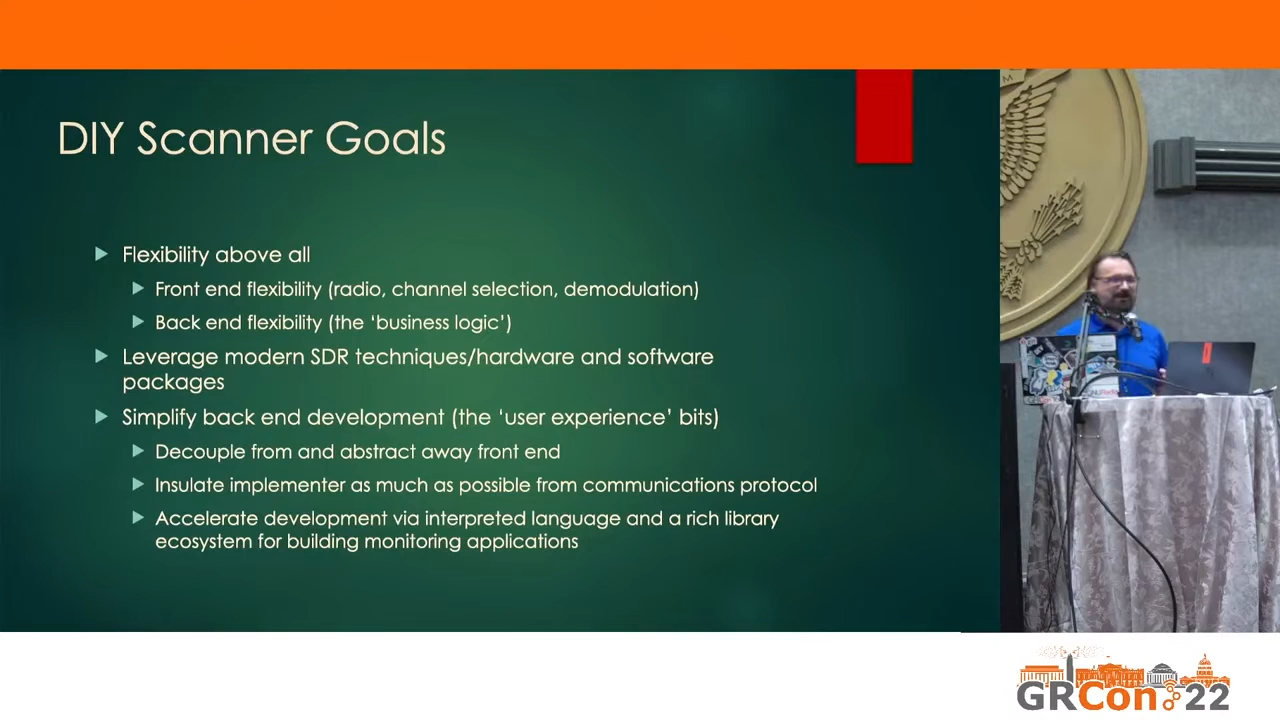 DIY Scanner Goals
Flexibility above all
Front end flexibility (radio, channel selection, demodulation)
Back end flexibility (the ‘business logic’)
Leverage modern SDR techniques/hardware and software
packages
Simplify back end development (the ‘user experience’ bits)
Decouple from and abstract away front end
Insulate implementer as much as possible from communications protocol
Accelerate development via interpreted language and a rich library
ecosystem for building monitoring applications
GRCon 22